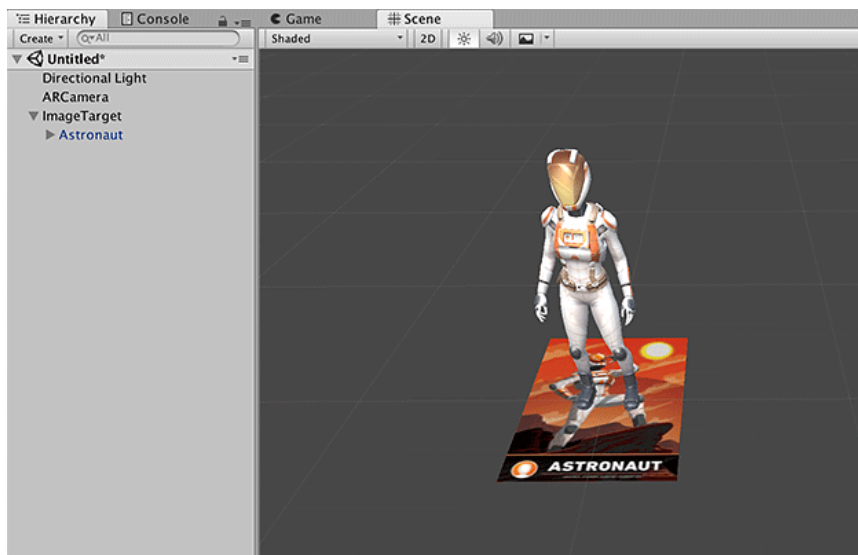 Hierarchy Console
Create All
Untitled*
Directional Light
ARCamera
ImageTarget
Astronaut
Game Scene
Shaded 2D
ASTRONAUT